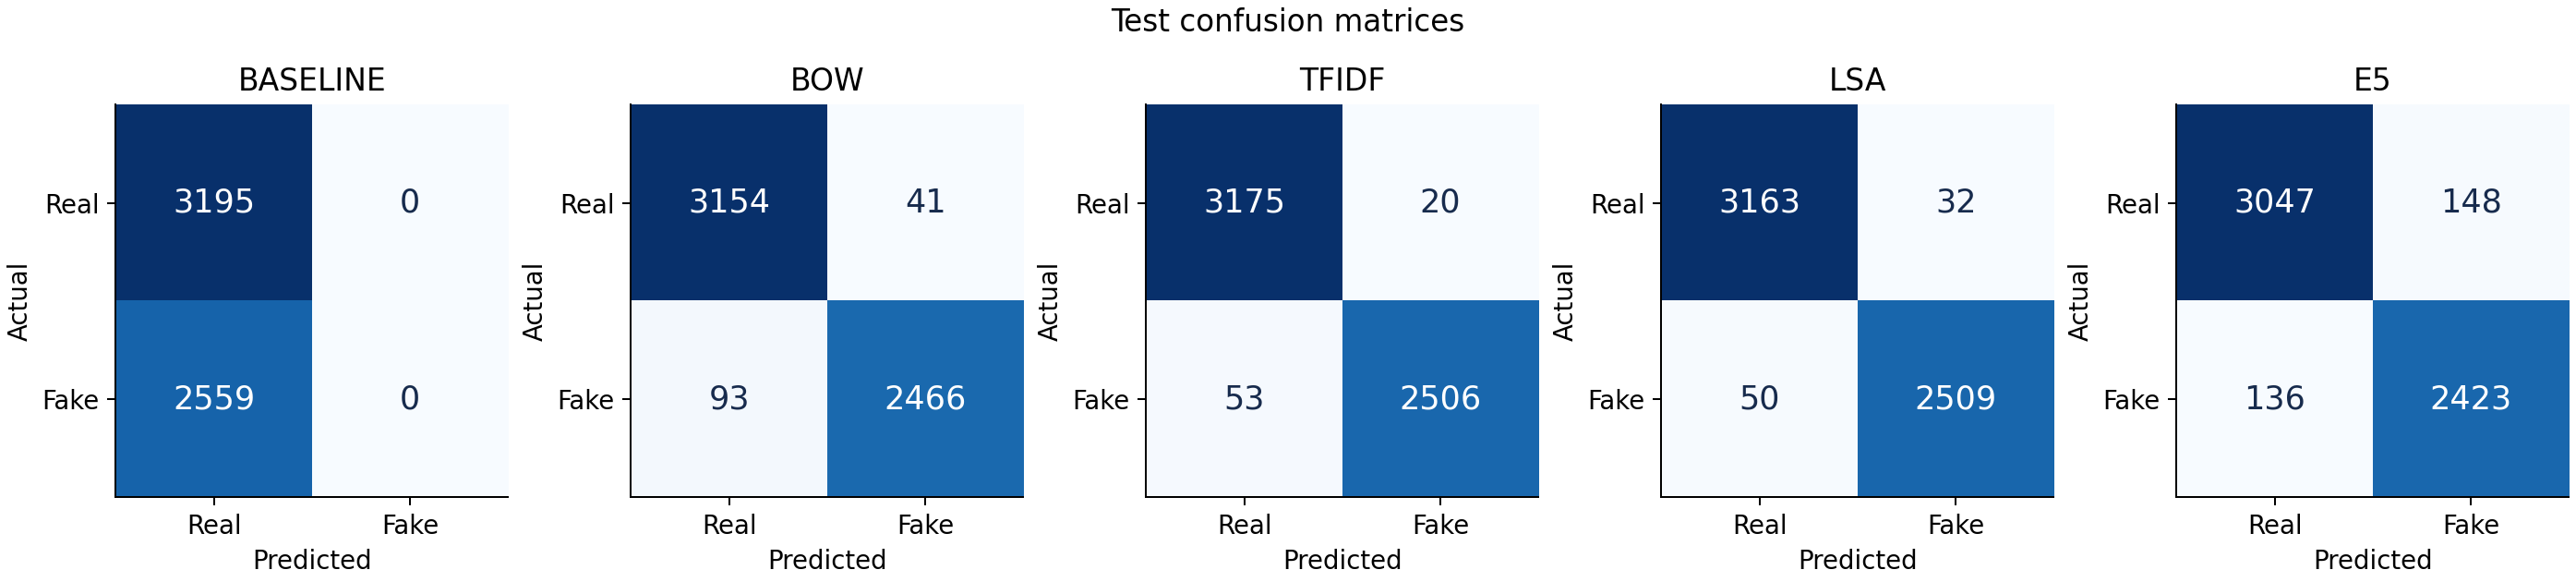 Test confusion matrices
BASELINE BOW TFIDF LSA E5
Actual Real 3195 0 Actual Real 3154 41 Actual Real 3175 20 Actual Real 3163 32 Actual Real 3047 148
Fake 2559 0 Fake 93 2466 Fake 53 2506 Fake 50 2509 Fake 136 2423
Real Fake Real Fake Real Fake Real Fake Real Fake
Predicted Predicted Predicted Predicted Predicted